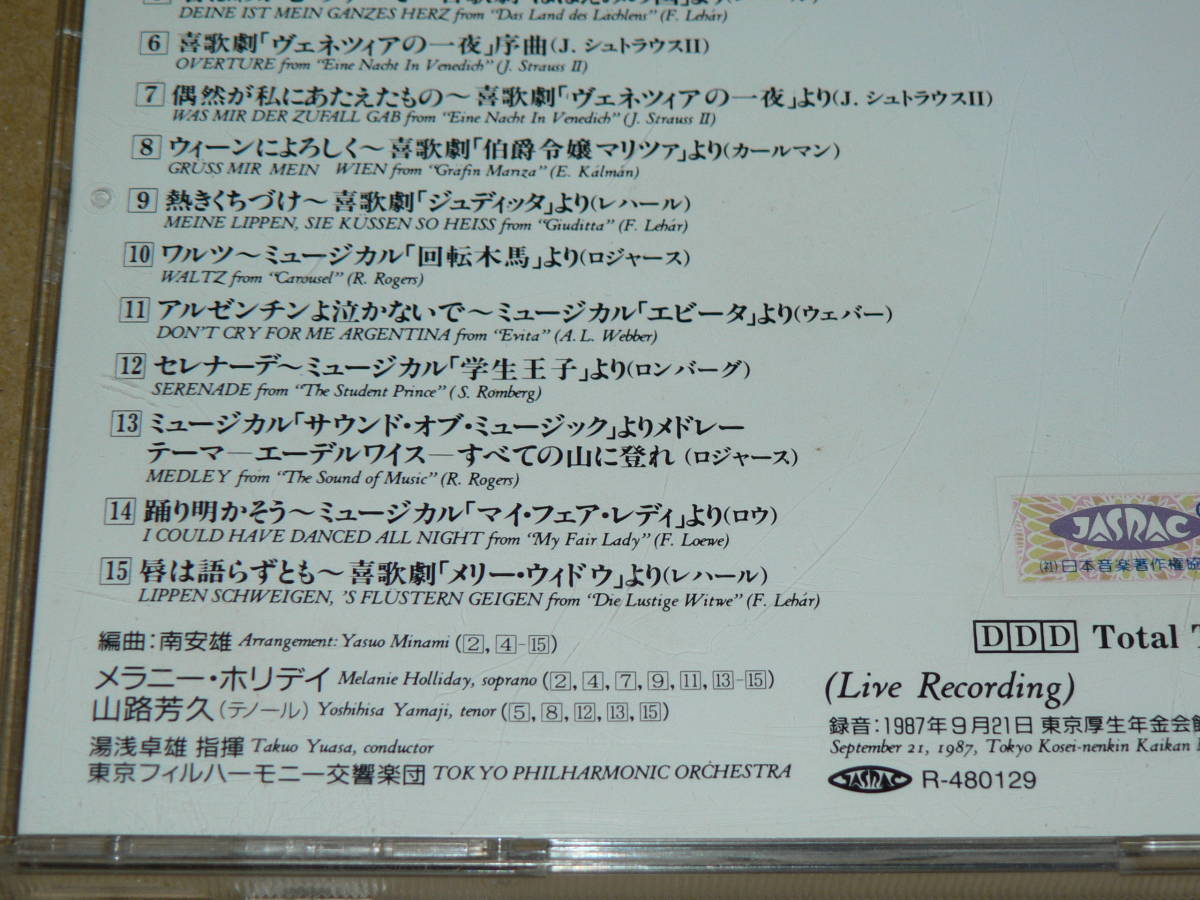 DEINE IST MEIN GANZES HERZ from "Das Land des Lächlens" (F. Lehár)
6 喜歌劇「ヴェネツィアの一夜」序曲(J. シュトラウスII)
OVERTURE from "Eine Nacht In Venedich" (J. Strauss II)
7 偶然が私にあたえたもの〜喜歌劇「ヴェネツィアの一夜」より(J. シュトラウスII)
WAS MIR DER ZUFALL GAB from "Eine Nacht In Venedich" (J. Strauss II)
8 ウィーンによろしく〜喜歌劇「伯爵令嬢マリツァ」より(カールマン)
GRÜSS MIR MEIN WIEN from "Grafin Mariza" (E. Kálmán)
9 熱きくちづけ〜喜歌劇「ジュディッタ」より(レハール)
MEINE LIPPEN, SIE KÜSSEN SO HEISS from "Giuditta" (F. Lehár)
10 ワルツ〜ミュージカル「回転木馬」より(ロジャース)
WALTZ from "Carousel" (R. Rogers)
11 アルゼンチンよ泣かないで〜ミュージカル「エビータ」より(ウェバー)
DON'T CRY FOR ME ARGENTINA from "Evita" (A. L. Webber)
12 セレナーデ〜ミュージカル「学生王子」より(ロンバーグ)
SERENADE from "The Student Prince" (S. Romberg)
13 ミュージカル「サウンド・オブ・ミュージック」よりメドレー
テーマ—エーデルワイス—すべての山に登れ(ロジャース)
MEDLEY from "The Sound of Music" (R. Rogers)
14 踊り明かそう〜ミュージカル「マイ・フェア・レディ」より(ロウ)
I COULD HAVE DANCED ALL NIGHT from "My Fair Lady" (F. Loewe)
15 唇は語らずとも〜喜歌劇「メリー・ウィドウ」より(レハール)
LIPPEN SCHWEIGEN, 'S FLÜSTERN GEIGEN from "Die Lustige Witwe" (F. Lehár)
編曲：南安雄 Arrangement: Yasuo Minami (2, 4-15)
メラニー・ホリデイ Melanie Holliday, soprano (2, 4, 7, 9, 11, 13-15)
山路芳久(テノール) Yoshihisa Yamaji, tenor (5, 8, 12, 13, 15)
湯浅卓雄 指揮 Takuo Yuasa, conductor
東京フィルハーモニー交響楽団 TOKYO PHILHARMONIC ORCHESTRA
JASRAC
(社)日本音楽著作権協
DDD Total
(Live Recording)
録音：1987年9月21日 東京厚生年金会館
September 21, 1987, Tokyo Kosei-nenkin Kaikan
JASRAC R-480129